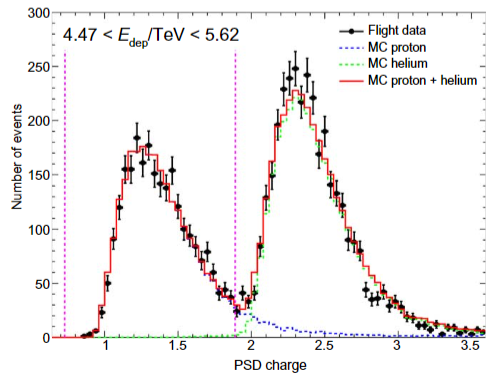 300
250
200
150
100
50
0
Number of events
4.47 < E_dep/TeV < 5.62
Flight data
MC proton
MC helium
MC proton + helium
1 1.5 2 2.5 3 3.5
PSD charge